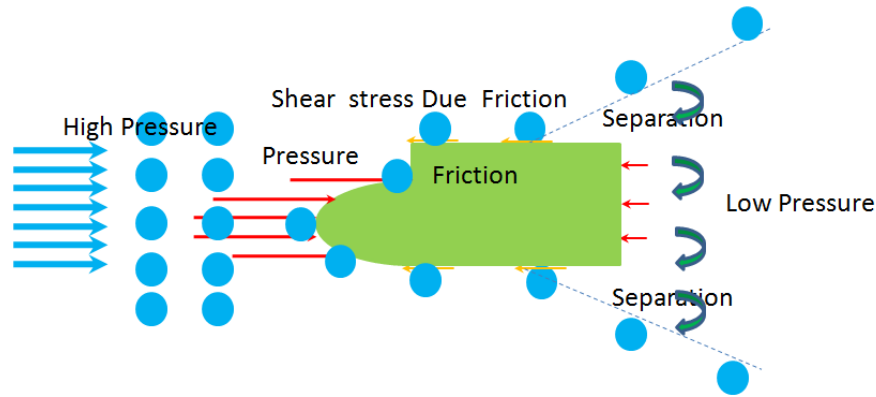 Shear stress Due Friction
High Pressure
Separation
Pressure
Friction
Low Pressure
Separation